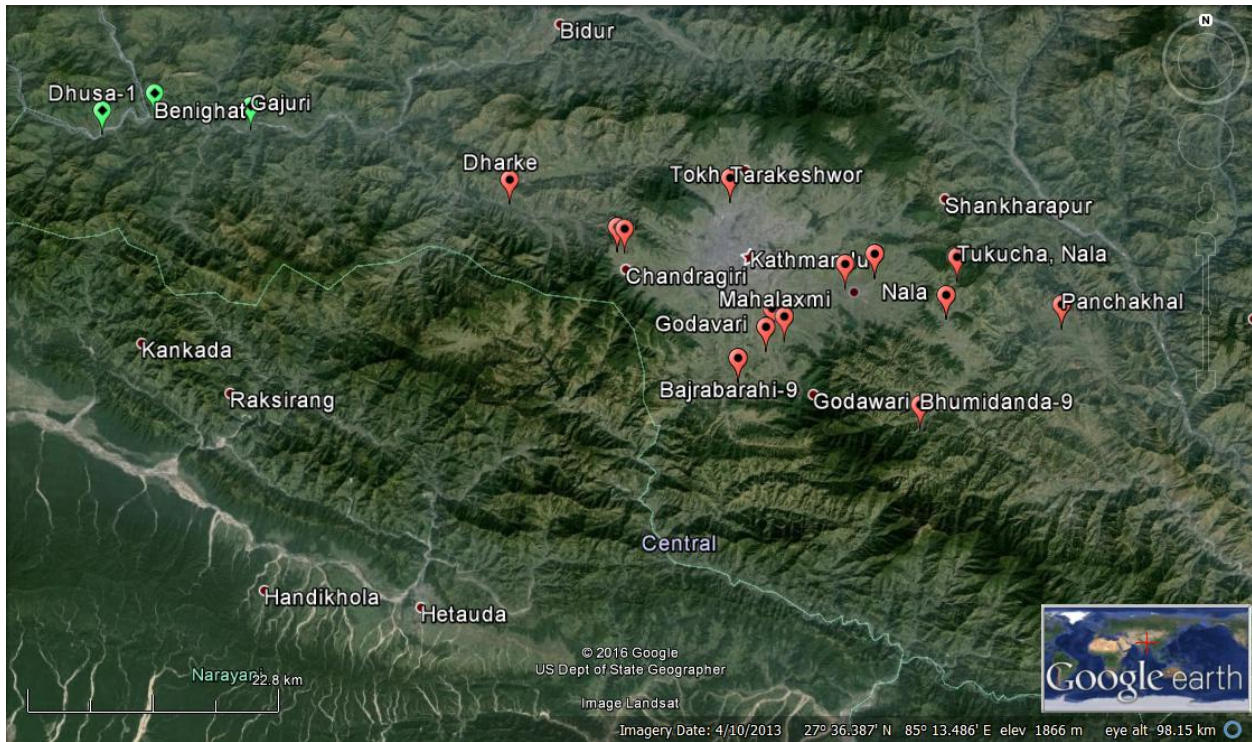 N
Bidur
Dhusa-1
Benighat
Gajuri
Dharke
Tokh
Tarakeshwor
Shankharapur
Chandragiri
Kathmandu
Tukucha, Nala
Mahalaxmi
Nala
Panchakhal
Godavari
Kankada
Raksirang
Bajrabarahi-9
Godawari
Bhumidanda-9
Central
Handikhola
Hetauda
© 2016 Google
US Dept of State Geographer
Narayani
22.8 km
Image Landsat
Google earth
Imagery Date: 4/10/2013 27° 36.387' N 85° 13.486' E elev 1866 m eye alt 98.15 km